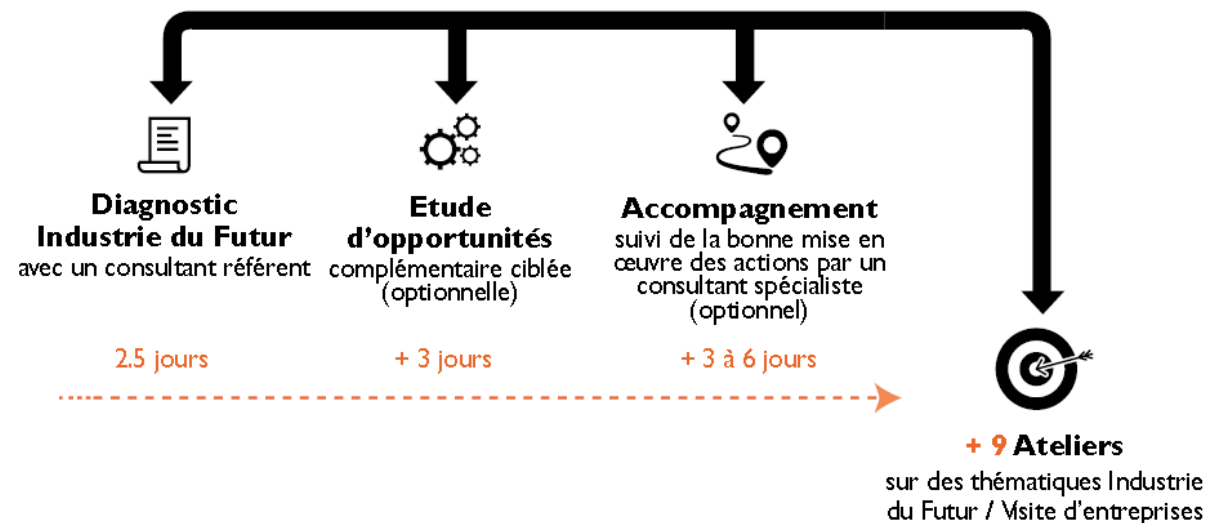 Diagnostic
Industrie du Futur
avec un consultant référent
2.5 jours
Etude
d'opportunités
complémentaire ciblée
(optionnelle)
+ 3 jours
Accompagnement
suivi de la bonne mise en
œuvre des actions par un
consultant spécialiste
(optionnel)
+ 3 à 6 jours
+ 9 Ateliers
sur des thématiques Industrie
du Futur / Visite d'entreprises